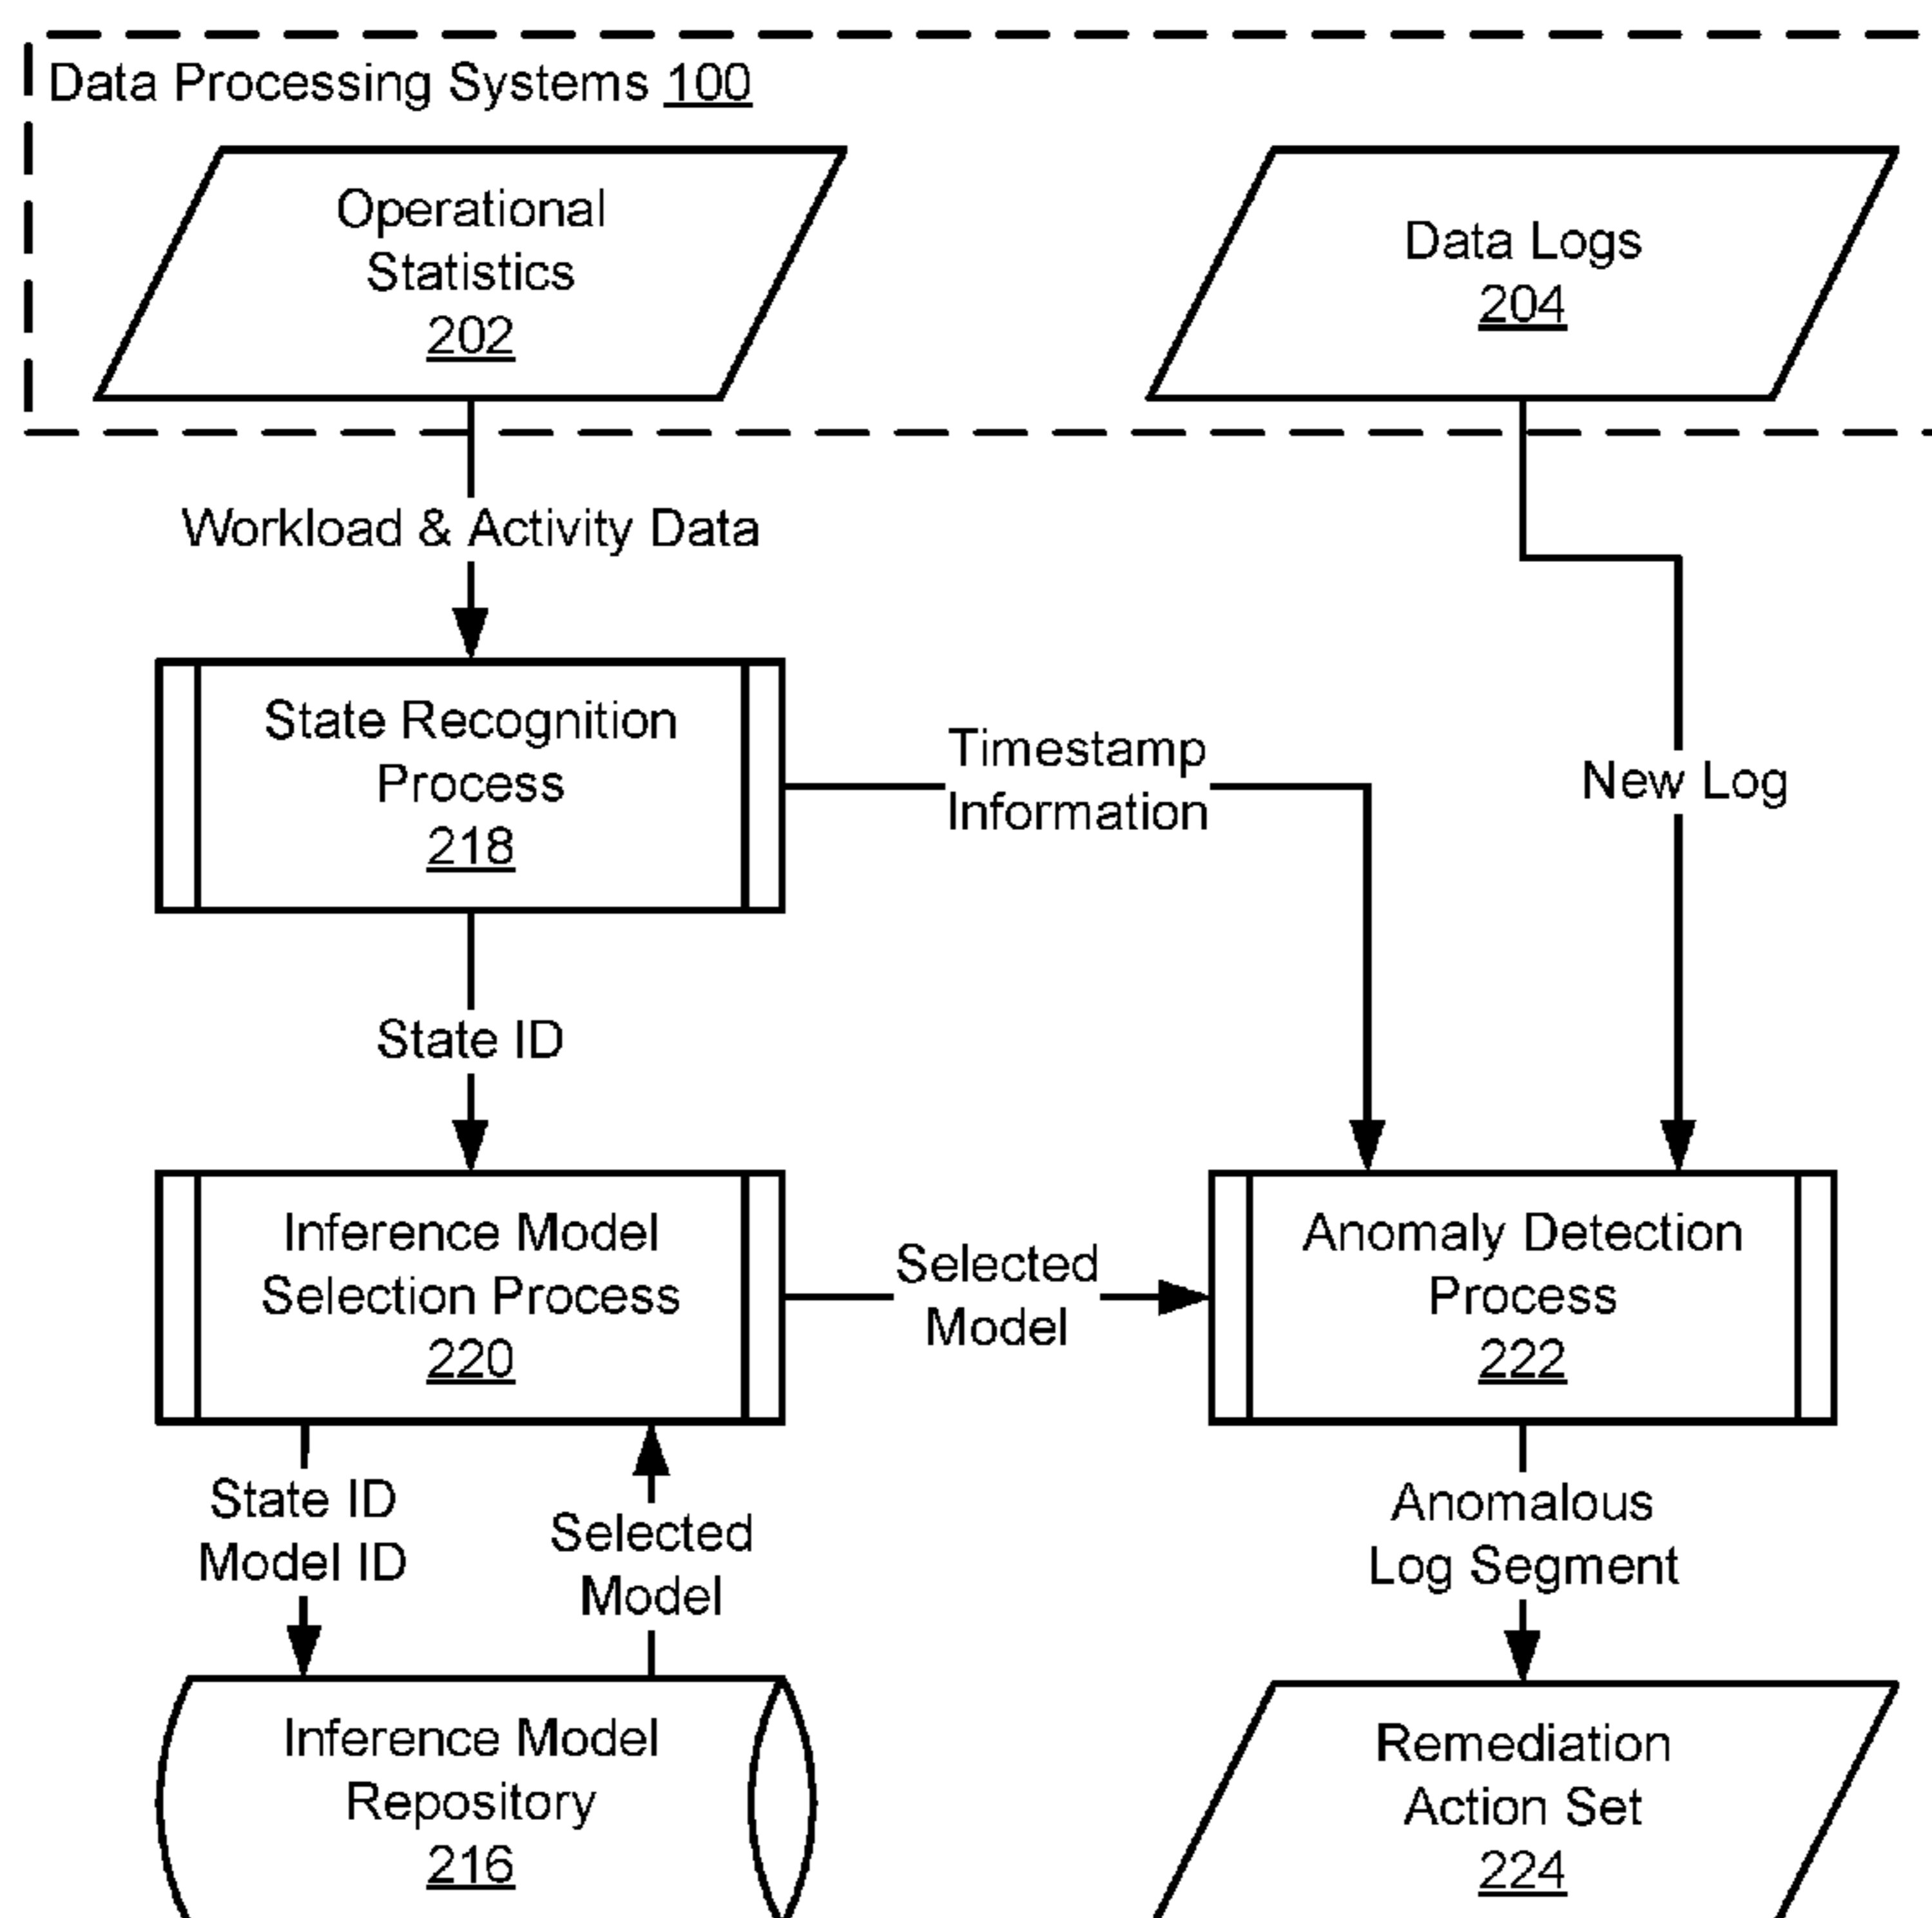 Data Processing Systems 100
Operational
Statistics
202
Data Logs
204
Workload & Activity Data
State Recognition
Process
218
Timestamp
Information
New Log
State ID
Inference Model
Selection Process
220
Selected
Model
Anomaly Detection
Process
222
State ID
Model ID
Selected
Model
Anomalous
Log Segment
Inference Model
Repository
216
Remediation
Action Set
224